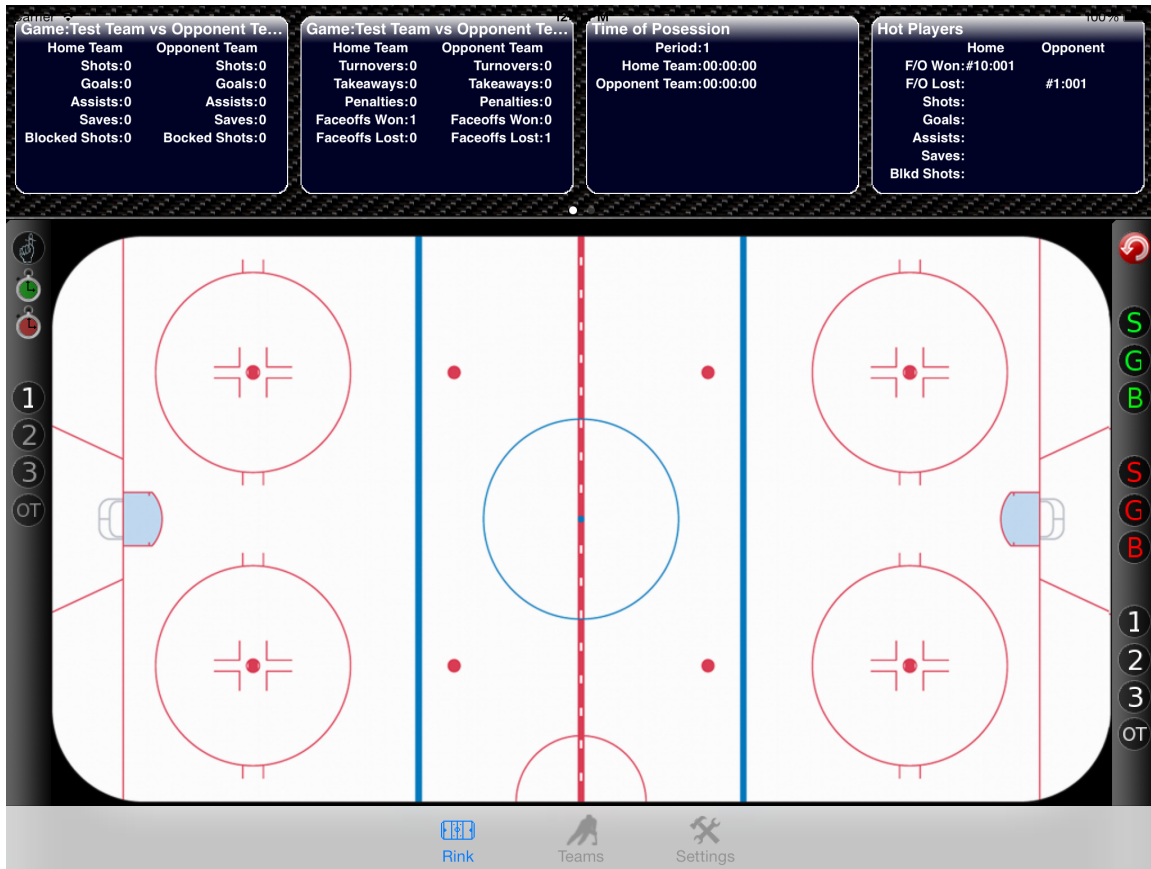 Carrier
100%
Game:Test Team vs Opponent Te...
Home Team Opponent Team
Shots:0 Shots:0
Goals:0 Goals:0
Assists:0 Assists:0
Saves:0 Saves:0
Blocked Shots:0 Bocked Shots:0
Game:Test Team vs Opponent Te...
Home Team Opponent Team
Turnovers:0 Turnovers:0
Takeaways:0 Takeaways:0
Penalties:0 Penalties:0
Faceoffs Won:1 Faceoffs Won:0
Faceoffs Lost:0 Faceoffs Lost:1
Time of Posession
Period:1
Home Team:00:00:00
Opponent Team:00:00:00
Hot Players
Home Opponent
F/O Won:#10:001
F/O Lost: #1:001
Shots:
Goals:
Assists:
Saves:
Blkd Shots:
1
2
3
OT
S
G
B
S
G
B
1
2
3
OT
Rink
Teams
Settings